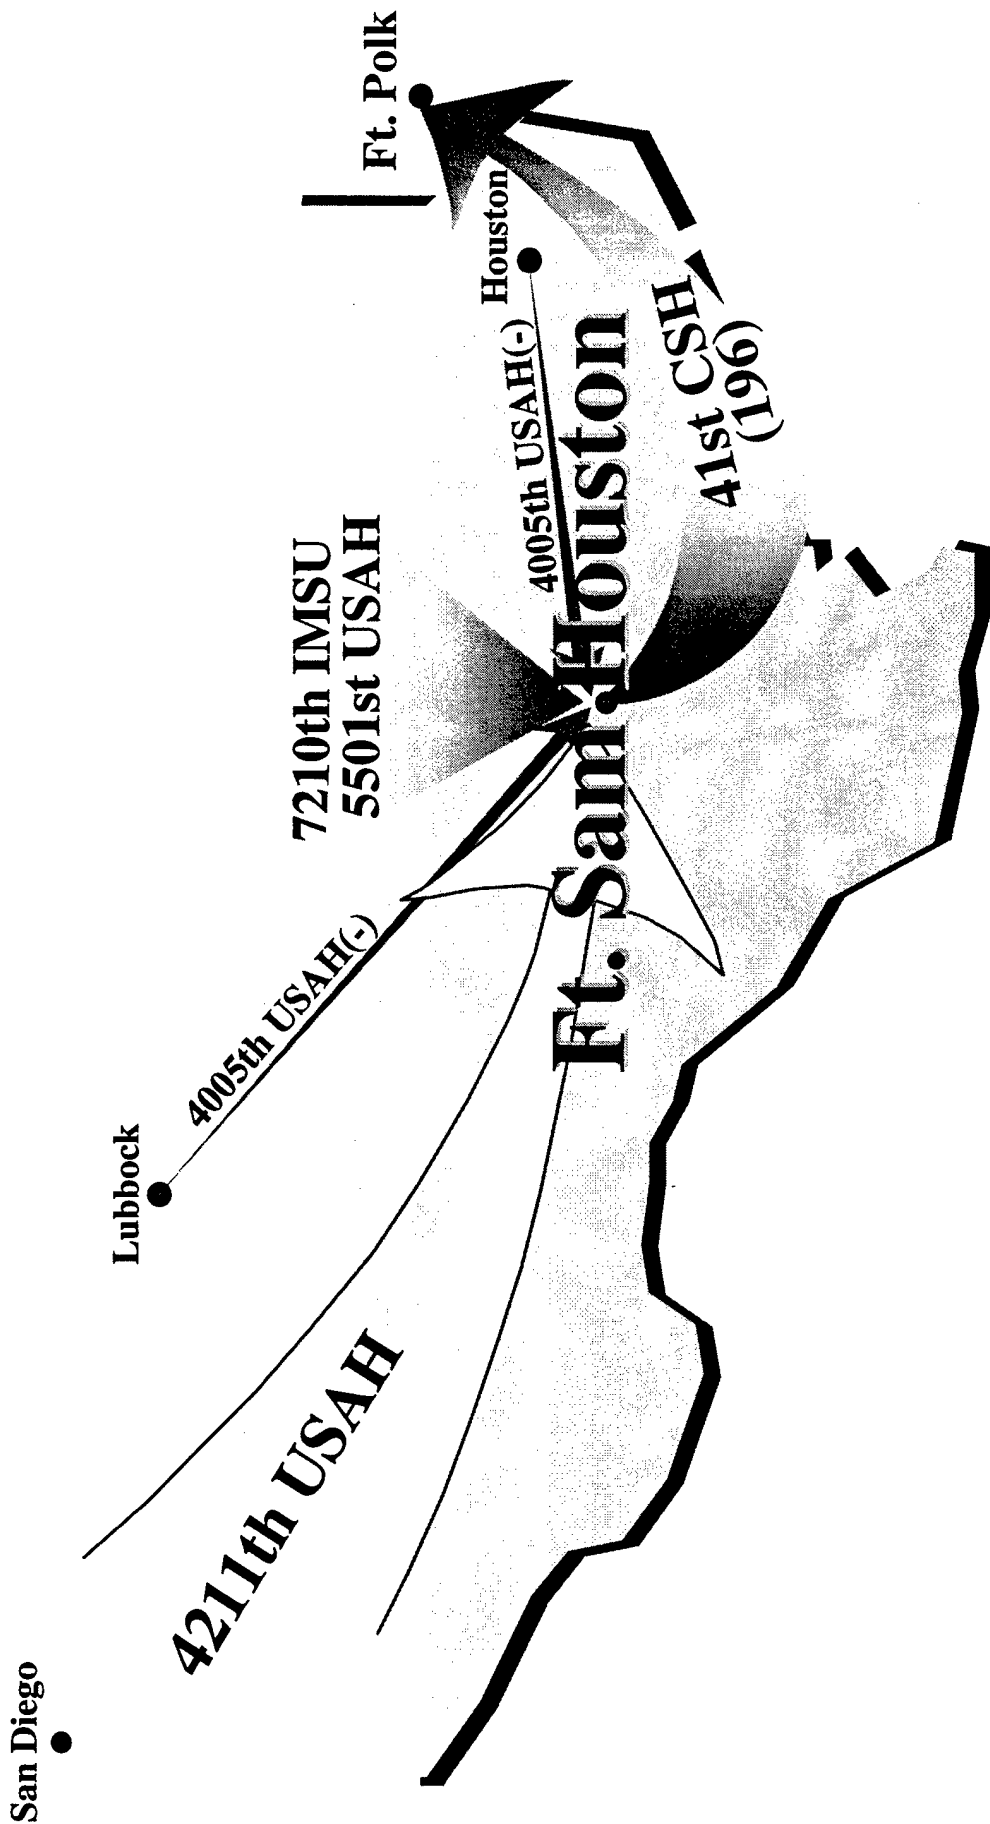 San Diego
Lubbock
4211th USAH
4005th USAH(-)
7210th IMSU
5501st USAH
Ft. Polk
Houston
4005th USAH(-)
Ft. Sam Houston
41st CSH
(196)